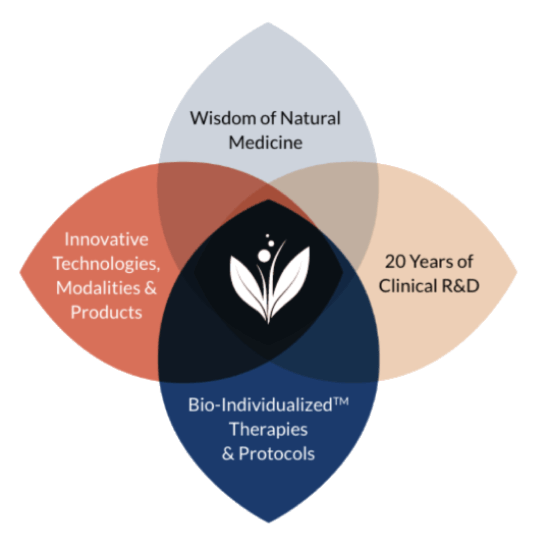 Wisdom of Natural
Medicine
Innovative
Technologies,
Modalities &
Products
20 Years of
Clinical R&D
Bio-Individualized™
Therapies
& Protocols